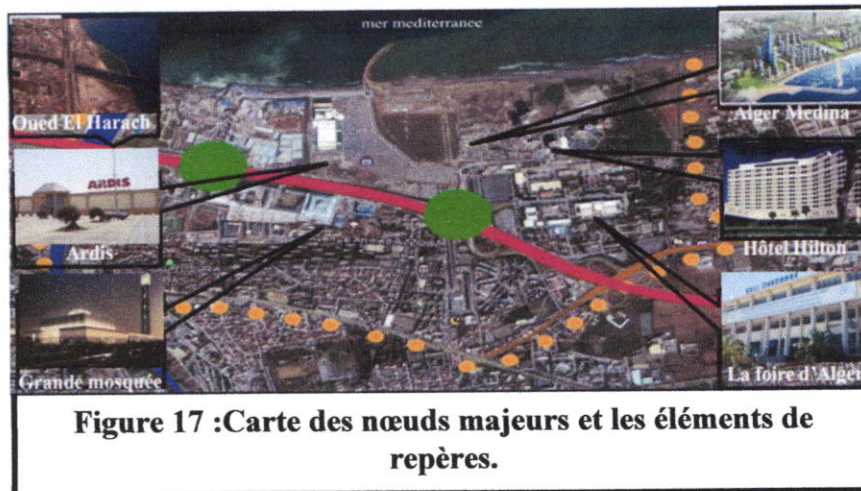 mer mediterranee
Oued El Harach
Alger Medina
ARDIS
Ardis
Hôtel Hilton
Grande mosquée
La foire d'Alger
Figure 17 :Carte des nœuds majeurs et les éléments de
repères.